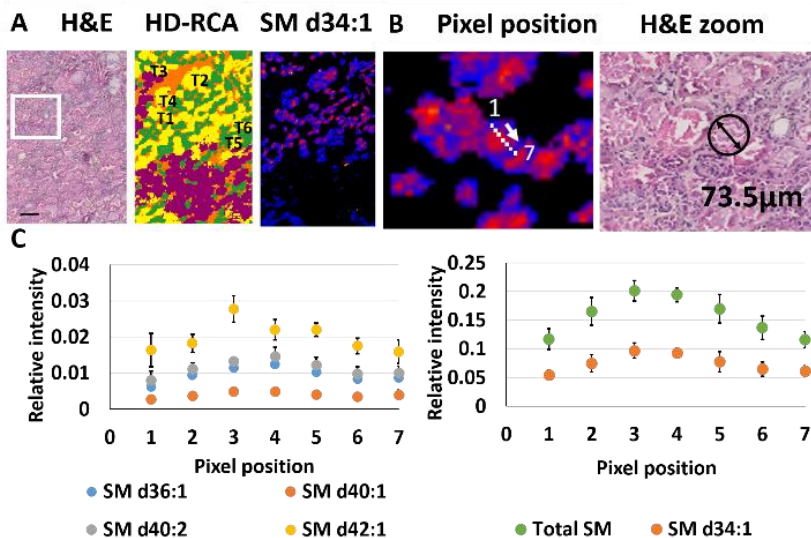 A H&E HD-RCA SM d34:1 B Pixel position H&E zoom
T3
T2
T4
T1
T6
T5
1
7
73.5µm
C
Relative intensity
0.04
0.03
0.02
0.01
0
0 1 2 3 4 5 6 7
Pixel position
SM d36:1 SM d40:1
SM d40:2 SM d42:1
Relative intensity
0.25
0.2
0.15
0.1
0.05
0
0 1 2 3 4 5 6 7
Pixel position
Total SM SM d34:1